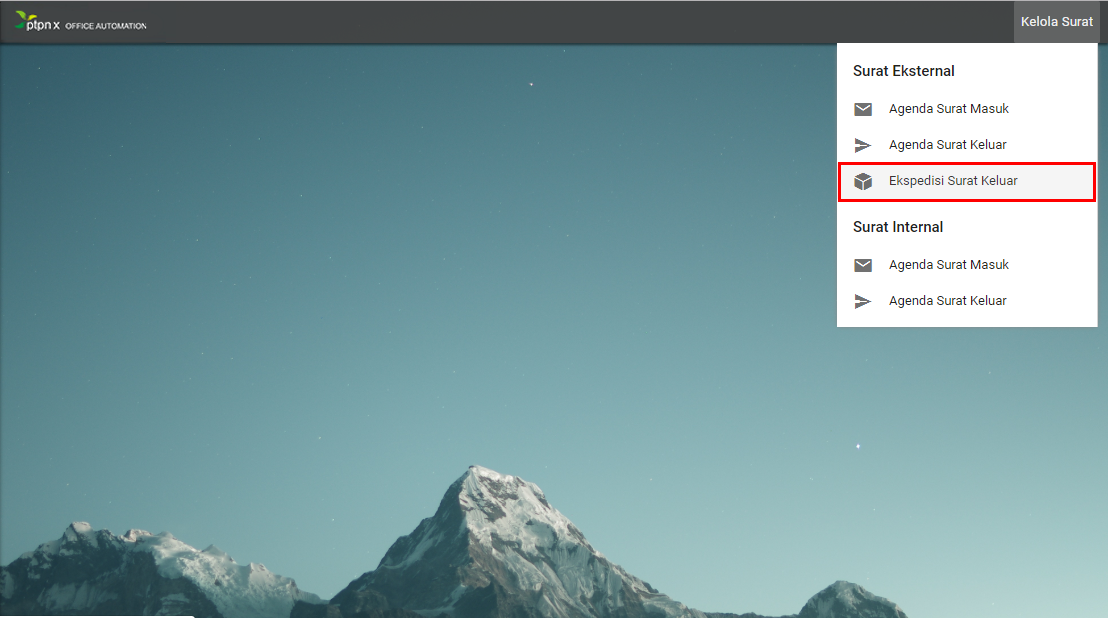 ptpn x OFFICE AUTOMATION
Kelola Surat
Surat Eksternal
Agenda Surat Masuk
Agenda Surat Keluar
Ekspedisi Surat Keluar
Surat Internal
Agenda Surat Masuk
Agenda Surat Keluar